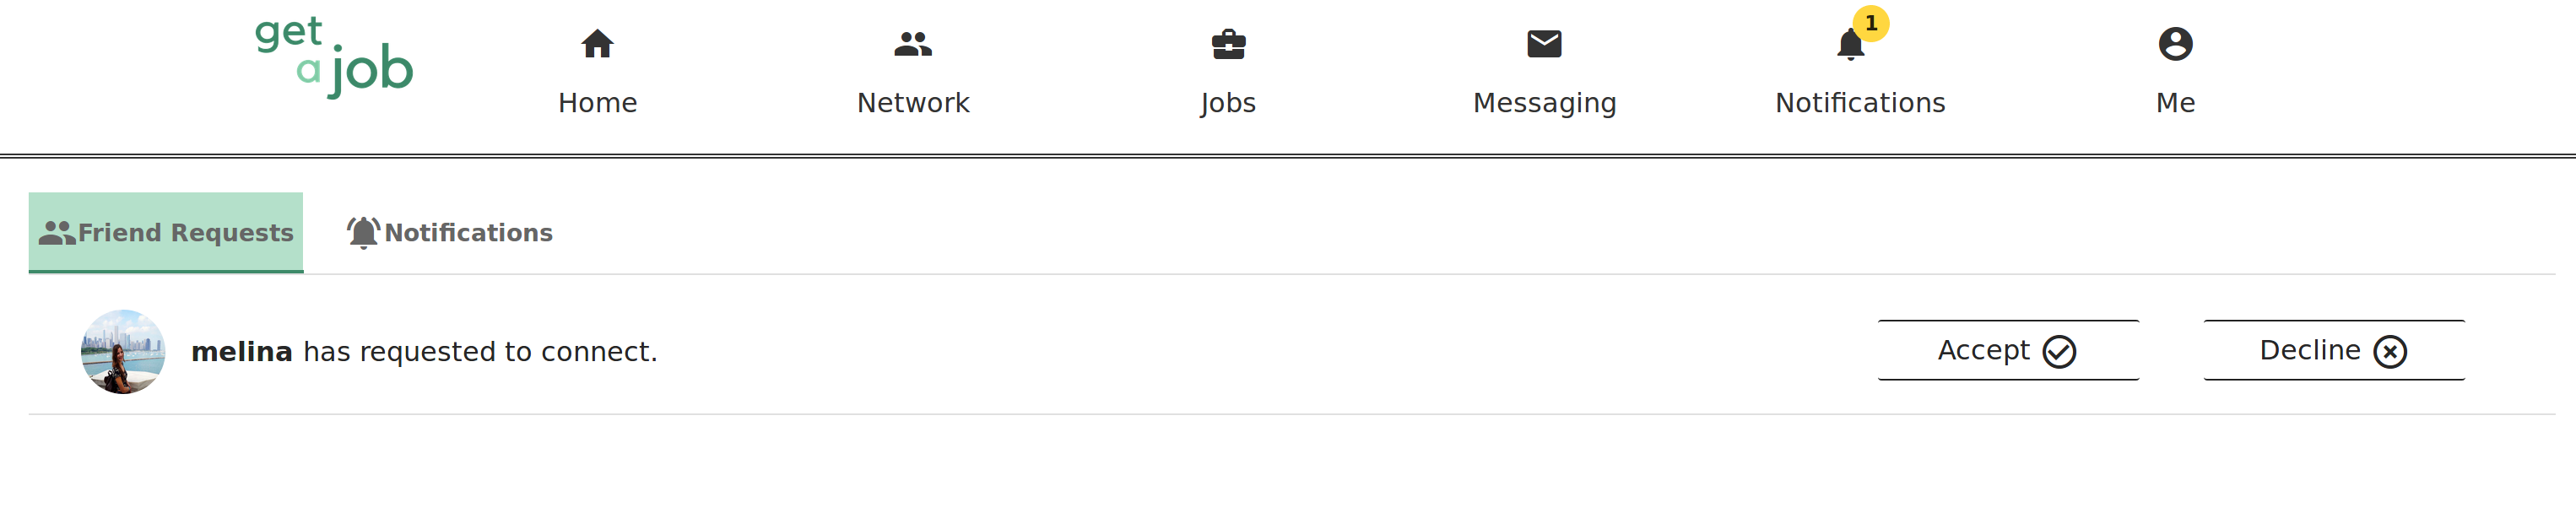 get
a job
Home
Network
Jobs
Messaging
1
Notifications
Me
Friend Requests
Notifications
melina has requested to connect.
Accept
Decline